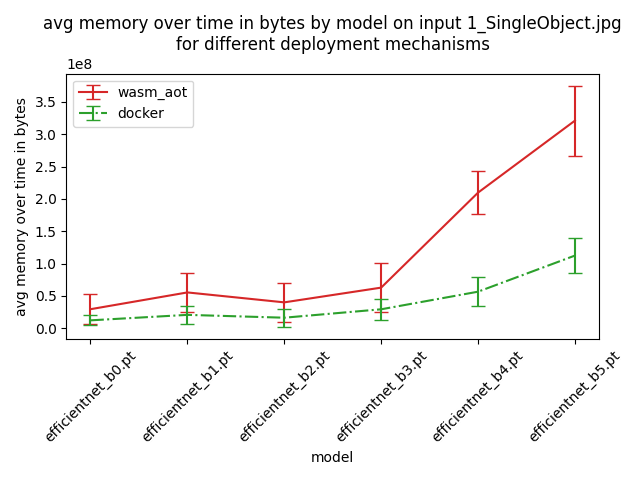 avg memory over time in bytes by model on input 1_SingleObject.jpg
for different deployment mechanisms
1e8
wasm_aot
docker
avg memory over time in bytes
3.5
3.0
2.5
2.0
1.5
1.0
0.5
0.0
efficientnet_b0.pt
efficientnet_b1.pt
efficientnet_b2.pt
efficientnet_b3.pt
efficientnet_b4.pt
efficientnet_b5.pt
model